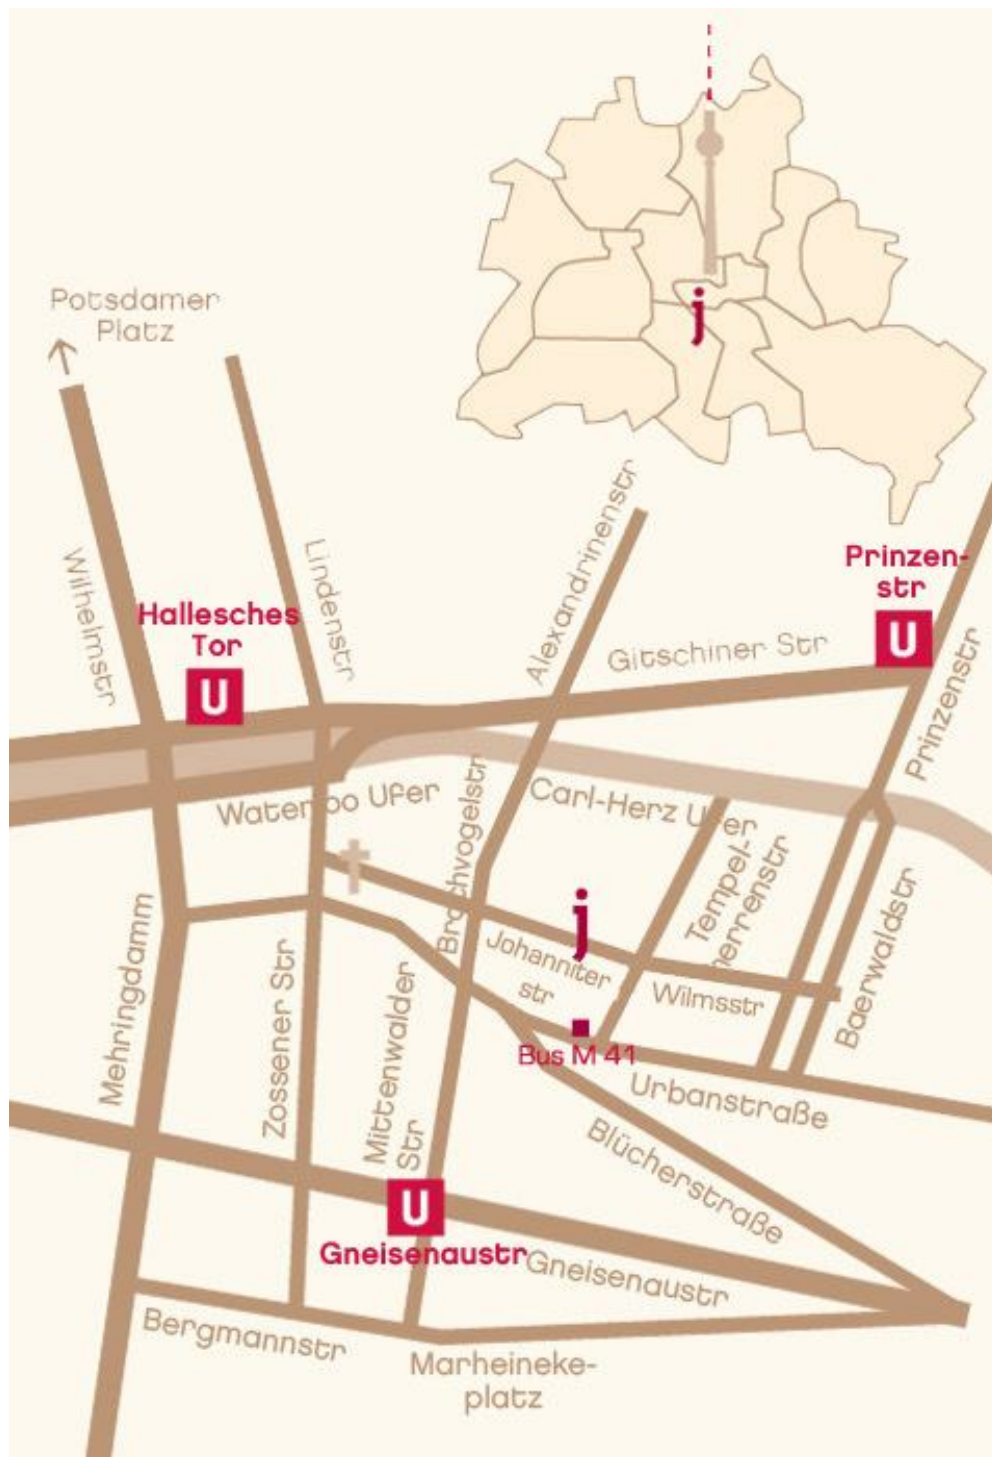 Potsdamer
Platz
Wilhelmstr
Lindenstr
Alexandrinenstr
Hallesches
Tor
U
Prinzen-
str
U
Gitschiner Str
Prinzenstr
Waterloo Ufer
Brachvogelstr
Carl-Herz Ufer
Tempel-
herrenstr
j
j
Johanniter
str
Wilmsstr
Baerwaldstr
Mehringdamm
Zossener Str
Mittenwalder
Str
Bus M 41
Urbanstraße
Blücherstraße
U
Gneisenaustr
Gneisenaustr
Bergmannstr
Marheineke-
platz